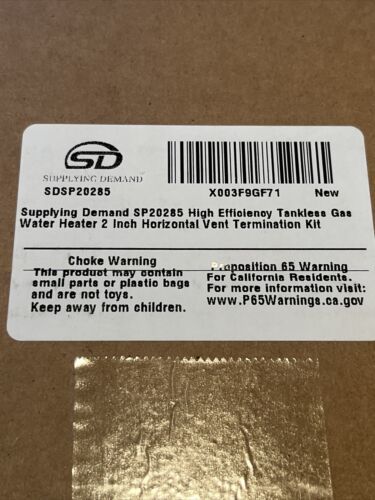 SD
SUPPLYING DEMAND
SDSP20285
X003F9GF71 New
Supplying Demand SP20285 High Efficiency Tankless Gas
Water Heater 2 Inch Horizontal Vent Termination Kit
Choke Warning
This product may contain
small parts or plastic bags
and are not toys.
Keep away from children.
Proposition 65 Warning
For California Residents.
For more information visit:
www.P65Warnings.ca.gov